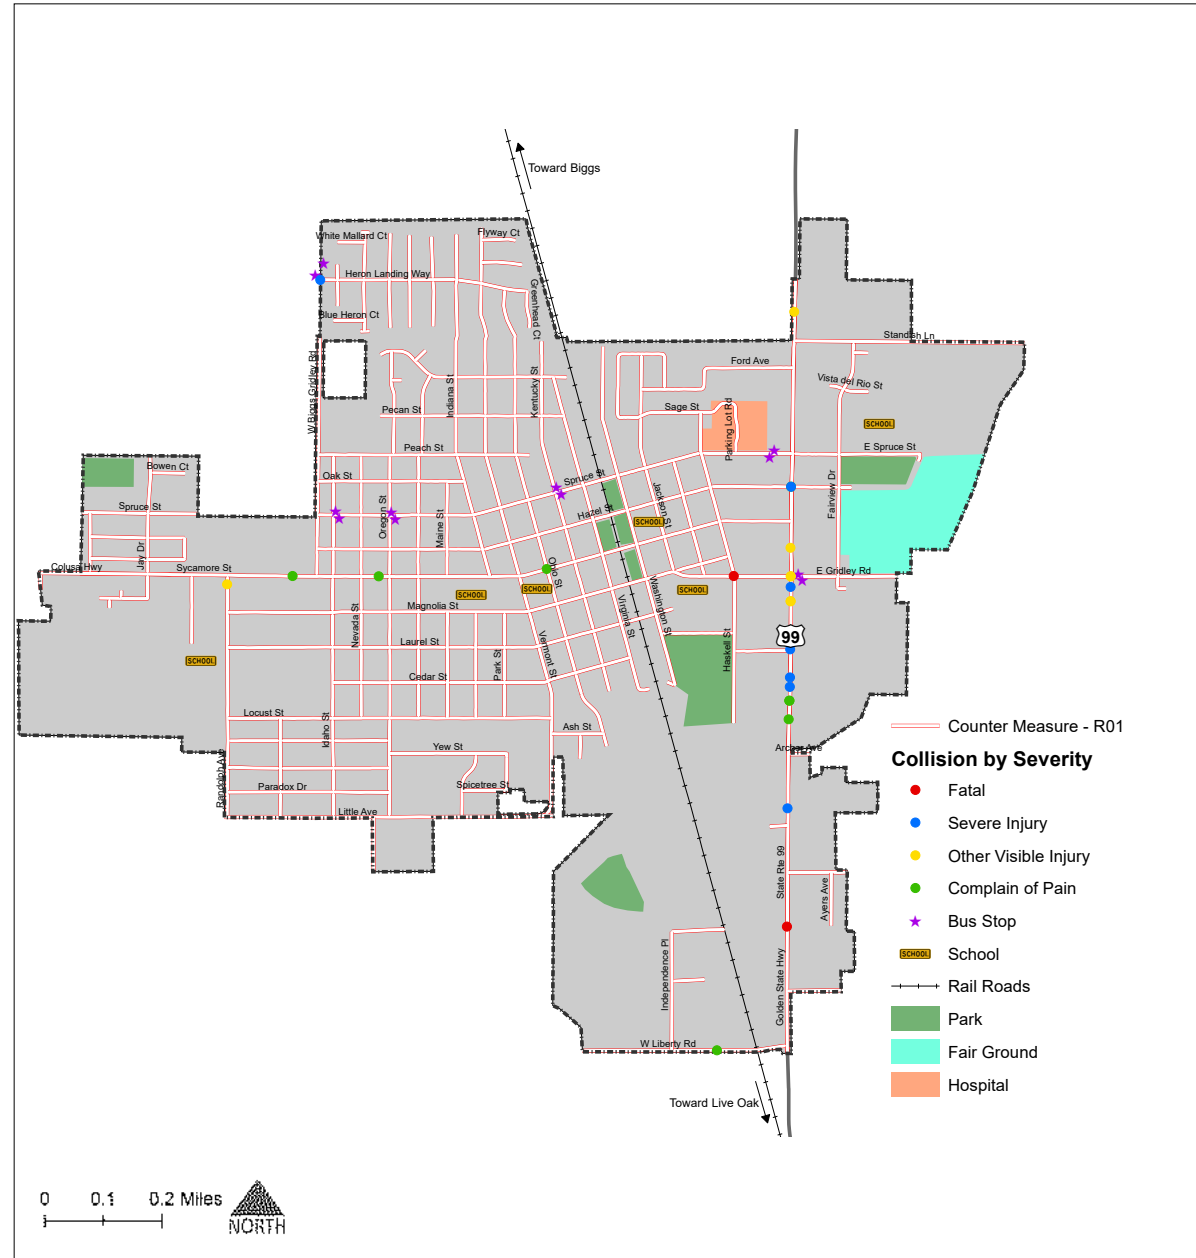 Toward Biggs
White Mallard Ct
Flyway Ct
Heron Landing Way
Greenhead Ct
Blue Heron Ct
W Biggs Gridley Rd
Standish Ln
Ford Ave
Vista del Rio St
Indiana St
Kentucky St
Pecan St
Sage St
Parking Lot Rd
SCHOOL
Peach St
E Spruce St
Bowen Ct
Oak St
Spruce St
Fairview Dr
Spruce St
Oregon St
Maine St
Hazel St
Jackson St
SCHOOL
Jay Dr
Colusa Hwy
Sycamore St
Ohio St
E Gridley Rd
SCHOOL
SCHOOL
SCHOOL
Magnolia St
Nevada St
Virginia St
Washington St
99
Laurel St
Vermont St
Park St
Haskell St
SCHOOL
Cedar St
Locust St
Idaho St
Ash St
Yew St
Archer Ave
Randolph Ave
Paradox Dr
Spicetree St
Little Ave
State Rte 99
Ayers Ave
Independence Pl
Golden State Hwy
W Liberty Rd
Toward Live Oak
Counter Measure - R01
Collision by Severity
Fatal
Severe Injury
Other Visible Injury
Complain of Pain
Bus Stop
SCHOOL School
Rail Roads
Park
Fair Ground
Hospital
0 0.1 0.2 Miles
NORTH